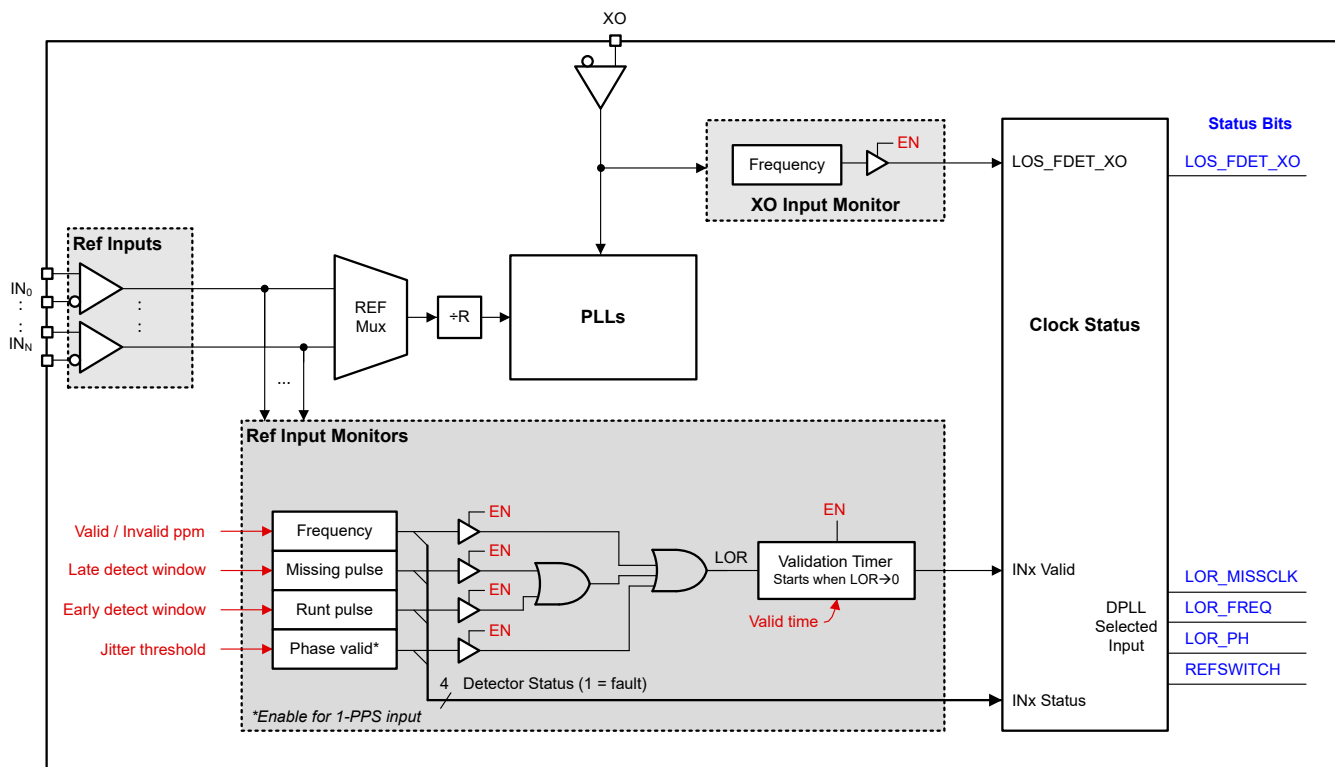 XO
Status Bits
EN
Frequency
LOS_FDET_XO
LOS_FDET_XO
XO Input Monitor
Ref Inputs
IN0
:
:
INN
:
:
:
:
REF
Mux
÷R
PLLs
Clock Status
...
Ref Input Monitors
Valid / Invalid ppm
Frequency
EN
Late detect window
Missing pulse
EN
Early detect window
Runt pulse
EN
Jitter threshold
Phase valid*
EN
LOR
EN
Validation Timer
Starts when LOR→0
Valid time
INx Valid
DPLL
Selected
Input
LOR_MISSCLK
LOR_FREQ
LOR_PH
REFSWITCH
4
Detector Status (1 = fault)
INx Status
*Enable for 1-PPS input